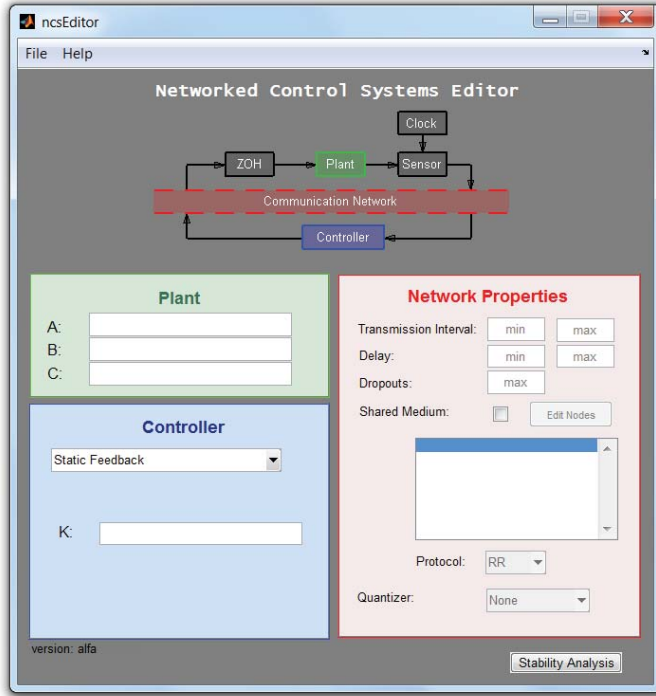 ncsEditor
File Help
Networked Control Systems Editor
Clock
ZOH
Plant
Sensor
Communication Network
Controller
Plant
A:
B:
C:
Controller
Static Feedback
K:
Network Properties
Transmission Interval: min max
Delay: min max
Dropouts: max
Shared Medium: Edit Nodes
Protocol: RR
Quantizer: None
version: alfa
Stability Analysis